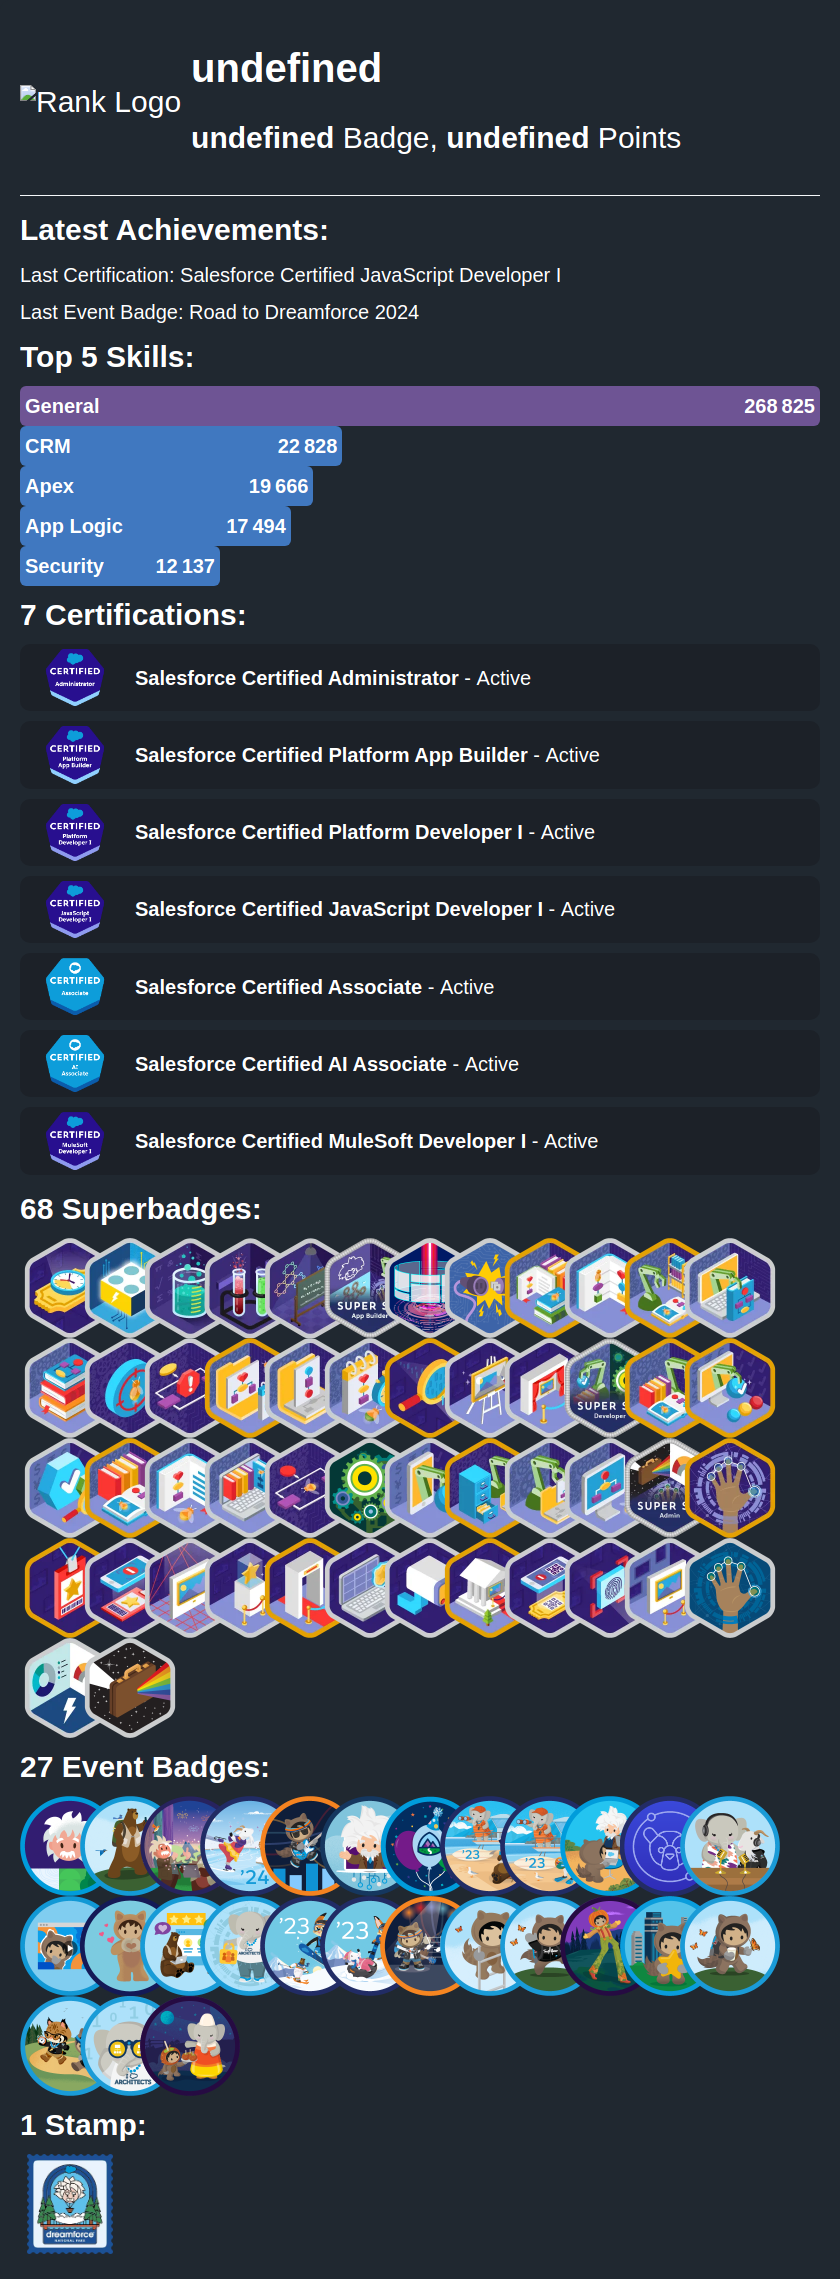 undefined
Rank Logo
undefined Badge, undefined Points
Latest Achievements:
Last Certification: Salesforce Certified JavaScript Developer I
Last Event Badge: Road to Dreamforce 2024
Top 5 Skills:
General 268 825
CRM 22 828
Apex 19 666
App Logic 17 494
Security 12 137
7 Certifications:
CERTIFIED
Administrator
Salesforce Certified Administrator - Active
CERTIFIED
Platform
App Builder
Salesforce Certified Platform App Builder - Active
CERTIFIED
Platform
Developer I
Salesforce Certified Platform Developer I - Active
CERTIFIED
JavaScript
Developer I
Salesforce Certified JavaScript Developer I - Active
CERTIFIED
Associate
Salesforce Certified Associate - Active
CERTIFIED
AI
Associate
Salesforce Certified AI Associate - Active
CERTIFIED
MuleSoft
Developer I
Salesforce Certified MuleSoft Developer I - Active
68 Superbadges:
SUPER S
App Builder
SUPER S
Developer
SUPER S
Admin
27 Event Badges:
'24
'23
'23
ARCHITECTS
'23
'23
ARCHITECTS
1 Stamp:
dreamforce
NATIONAL PARK